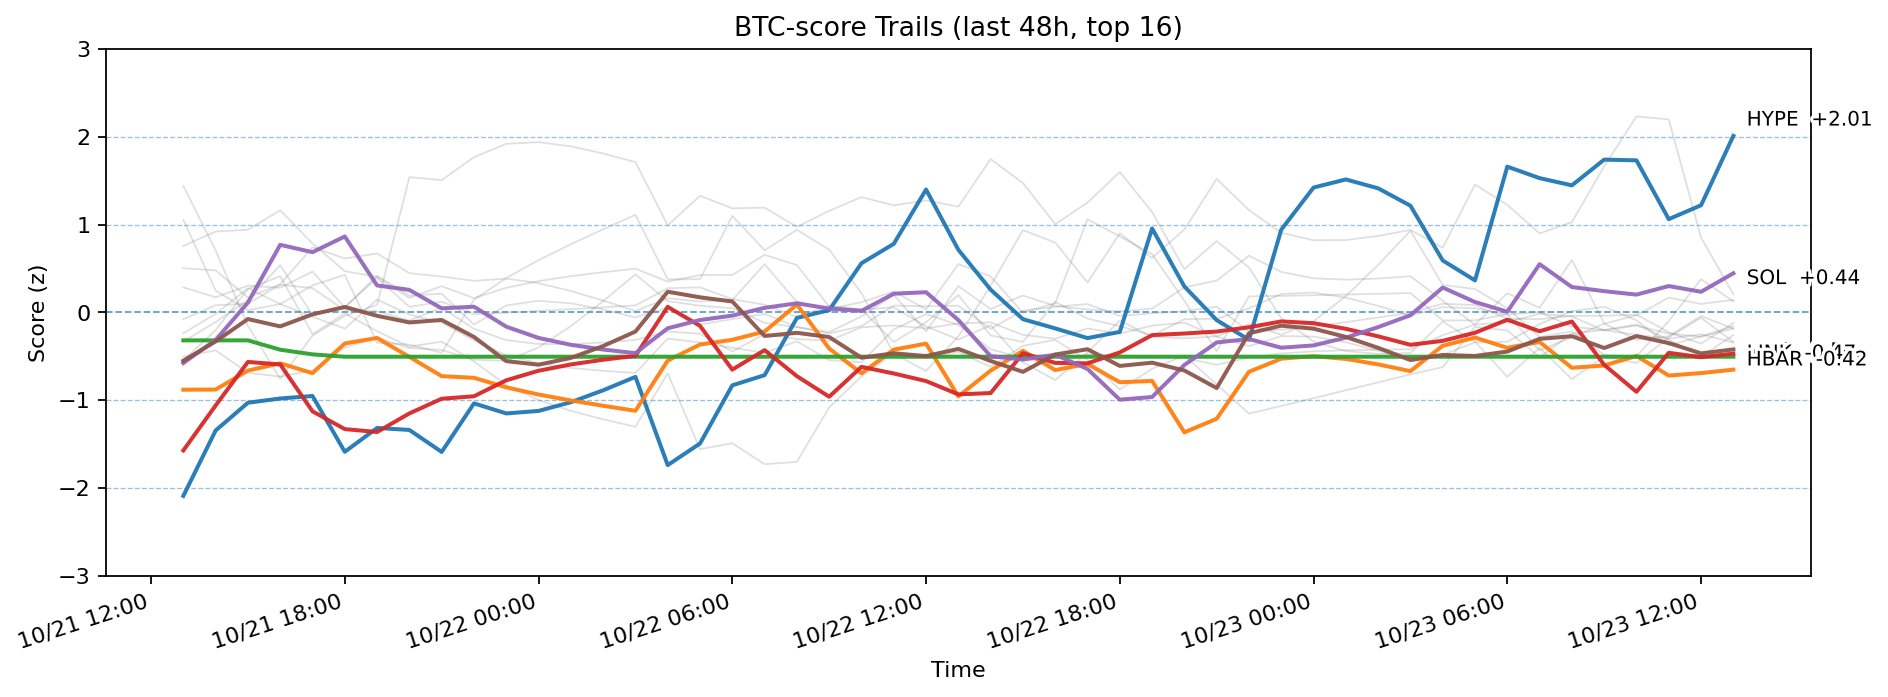 BTC-score Trails (last 48h, top 16)
3
2
1
0
−1
−2
−3
Score (z)
HYPE +2.01
SOL +0.44
HBAR -0.42
10/21 12:00
10/21 18:00
10/22 00:00
10/22 06:00
10/22 12:00
10/22 18:00
10/23 00:00
10/23 06:00
10/23 12:00
Time